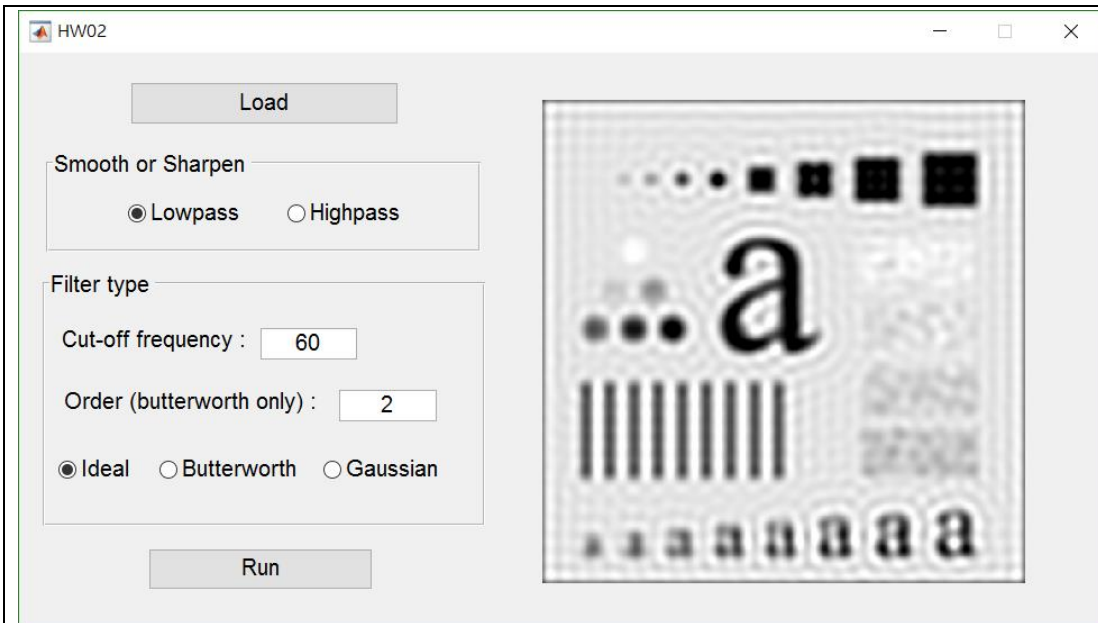 HW02
Load
Smooth or Sharpen
Lowpass Highpass
Filter type
Cut-off frequency : 60
Order (butterworth only) : 2
Ideal Butterworth Gaussian
Run
a
a a a a a a a a